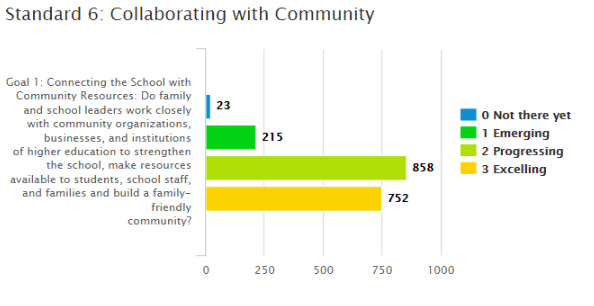 Standard 6: Collaborating with Community
Goal 1: Connecting the School with
Community Resources: Do family
and school leaders work closely
with community organizations,
businesses, and institutions
of higher education to strengthen
the school, make resources
available to students, school staff,
and families and build a family-
friendly
community?
23
215
858
752
0 Not there yet
1 Emerging
2 Progressing
3 Excelling
0 250 500 750 1000